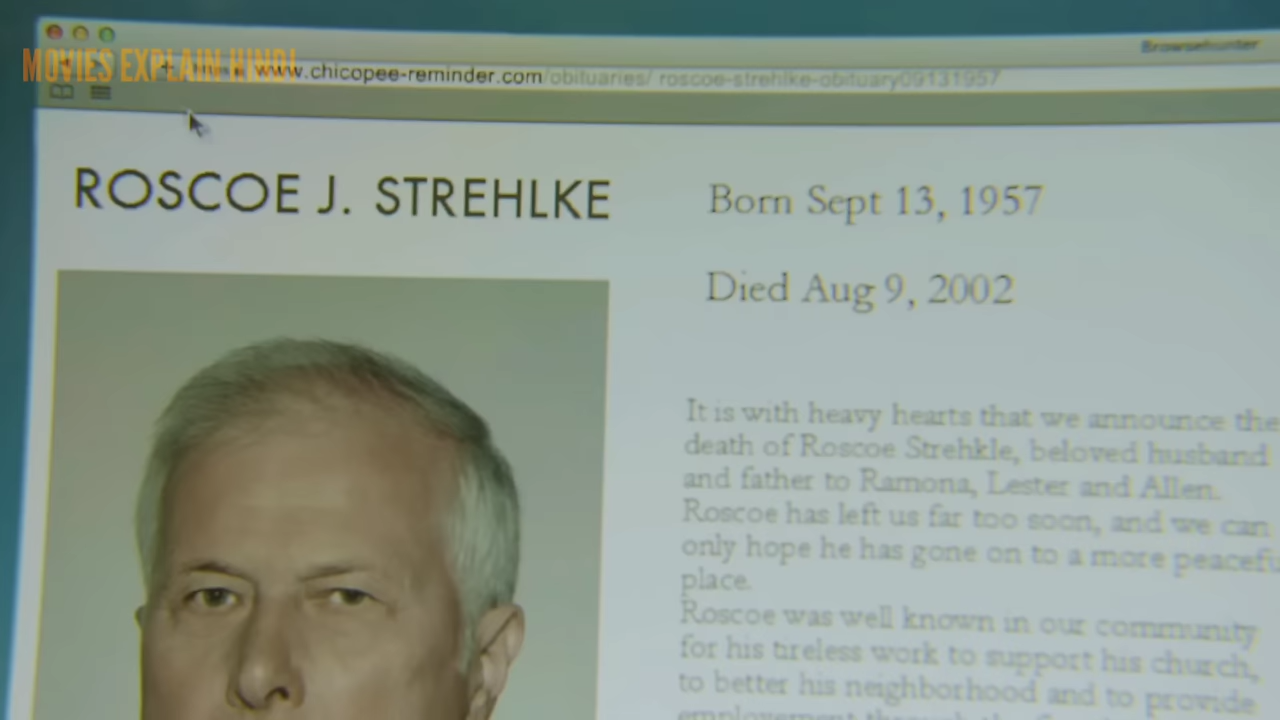 Browsehunter
MOVIES EXPLAIN HINDI
www.chicopee-reminder.com/obituaries/ roscoe-strehlke-obituary09131957
ROSCOE J. STREHLKE
Born Sept 13, 1957
Died Aug 9, 2002
It is with heavy hearts that we announce the
death of Roscoe Strehkle, beloved husband
and father to Ramona, Lester and Allen.
Roscoe has left us far too soon, and we can
only hope he has gone on to a more peacefu
place.
Roscoe was well known in our community
for his tireless work to support his church,
to better his neighborhood and to provide